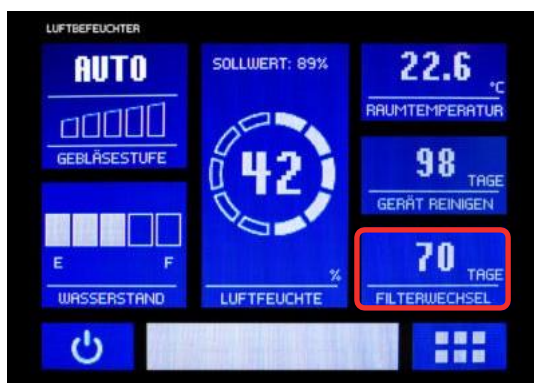 LUFTBEFEUCHTER
AUTO
GEBLÄSESTUFE
E F
WASSERSTAND
SOLLWERT: 89%
42
%
LUFTFEUCHTE
22.6 °C
RAUMTEMPERATUR
98 TAGE
GERÄT REINIGEN
70 TAGE
FILTERWECHSEL